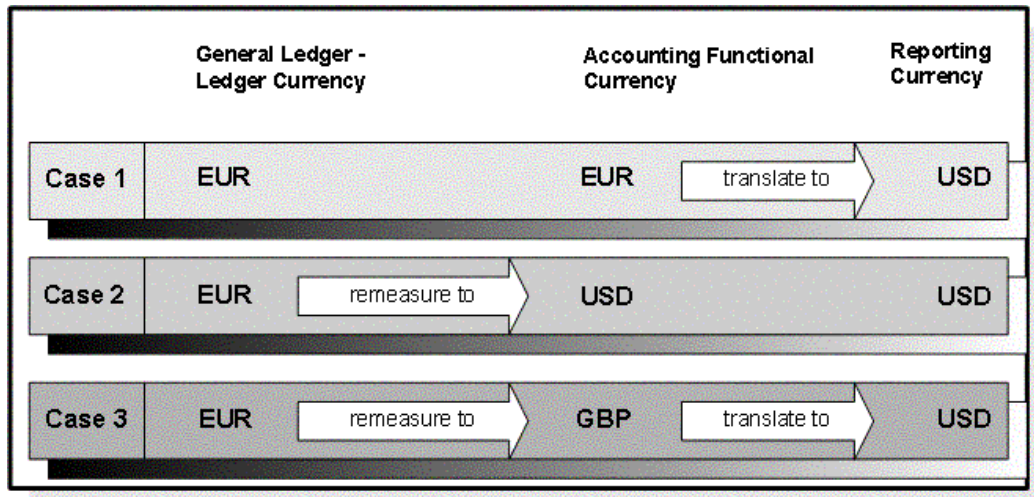 General Ledger -
Ledger Currency
Accounting Functional
Currency
Reporting
Currency
Case 1 EUR EUR translate to USD
Case 2 EUR remeasure to USD USD
Case 3 EUR remeasure to GBP translate to USD